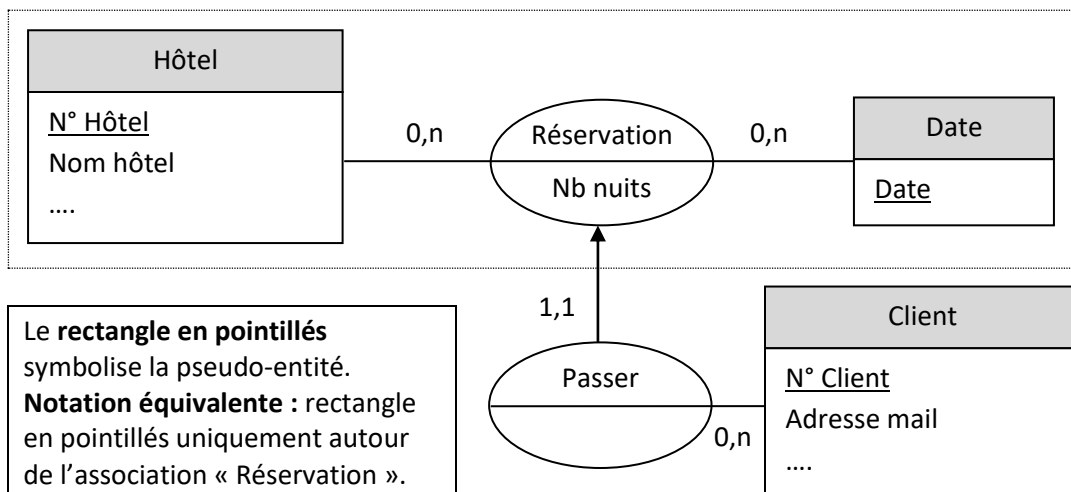 Hôtel
N° Hôtel
Nom hôtel
....
0,n
Réservation
Nb nuits
0,n
Date
Date
1,1
Le rectangle en pointillés
symbolise la pseudo-entité.
Notation équivalente : rectangle
en pointillés uniquement autour
de l’association « Réservation ».
Passer
0,n
Client
N° Client
Adresse mail
....